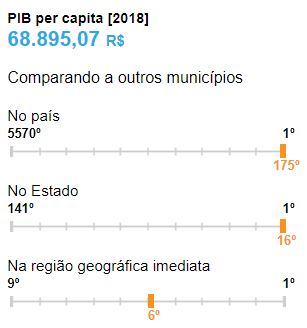 PIB per capita [2018]
68.895,07 R$
Comparando a outros municípios
No país
5570º 1º
175º
No Estado
141º 1º
16º
Na região geográfica imediata
9º 1º
6º